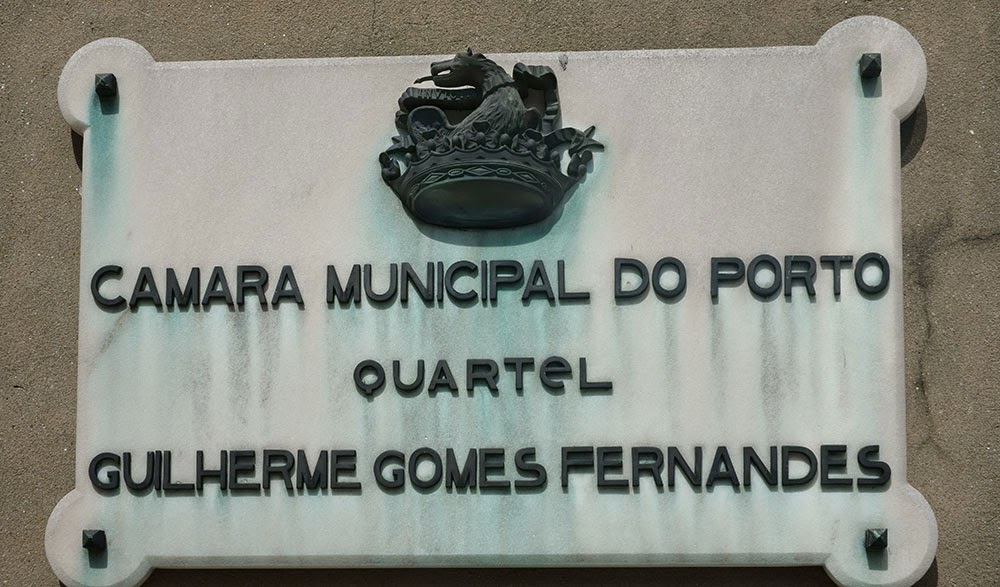 CAMARA MUNICIPAL DO PORTO
QUARTeL
GUILHERME GOMES FERNANDES